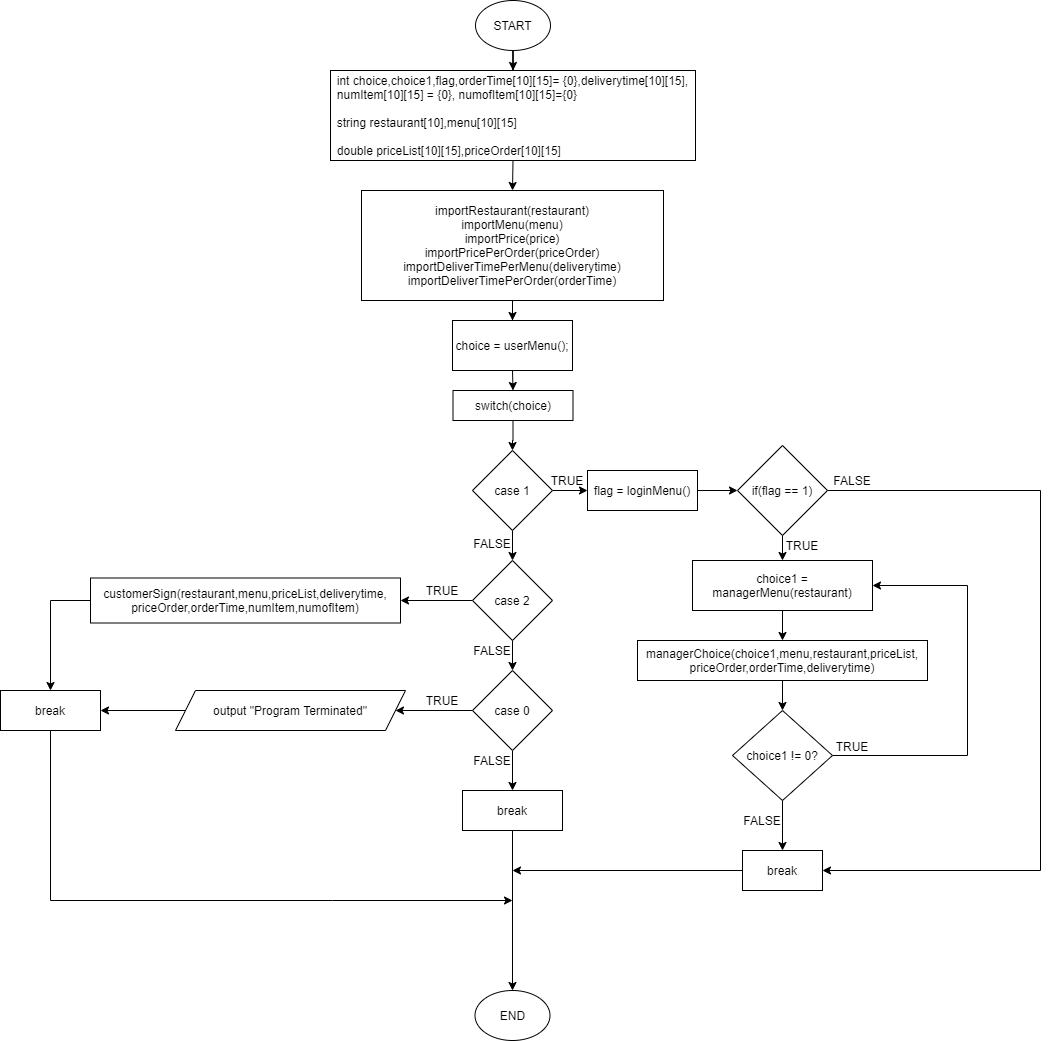 START
int choice,choice1,flag,orderTime[10][15]= {0},deliverytime[10][15],
numItem[10][15] = {0}, numofItem[10][15]={0}
string restaurant[10],menu[10][15]
double priceList[10][15],priceOrder[10][15]
importRestaurant(restaurant)
importMenu(menu)
importPrice(price)
importPricePerOrder(priceOrder)
importDeliverTimePerMenu(deliverytime)
importDeliverTimePerOrder(orderTime)
choice = userMenu();
switch(choice)
case 1
TRUE
flag = loginMenu()
if(flag == 1)
FALSE
FALSE
TRUE
choice1 =
managerMenu(restaurant)
case 2
TRUE
customerSign(restaurant,menu,priceList,deliverytime,
priceOrder,orderTime,numItem,numofItem)
FALSE
managerChoice(choice1,menu,restaurant,priceList,
priceOrder,orderTime,deliverytime)
case 0
TRUE
output "Program Terminated"
break
choice1 != 0?
TRUE
FALSE
break
FALSE
break
END